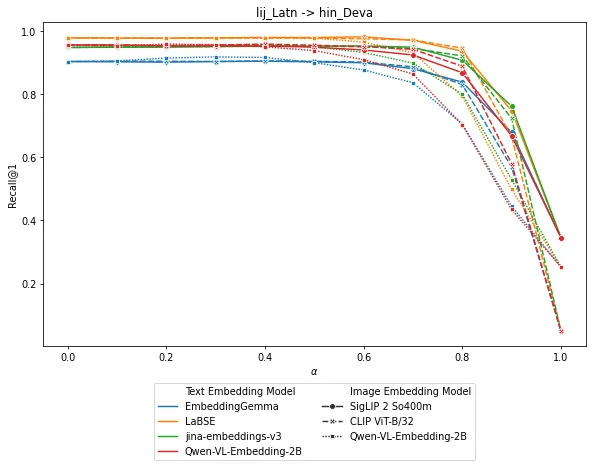 lij_Latn -> hin_Deva
Recall@1
1.0
0.8
0.6
0.4
0.2
0.0 0.2 0.4 0.6 0.8 1.0
α
Text Embedding Model
EmbeddingGemma
LaBSE
jina-embeddings-v3
Qwen-VL-Embedding-2B
Image Embedding Model
SigLIP 2 So400m
CLIP ViT-B/32
Qwen-VL-Embedding-2B